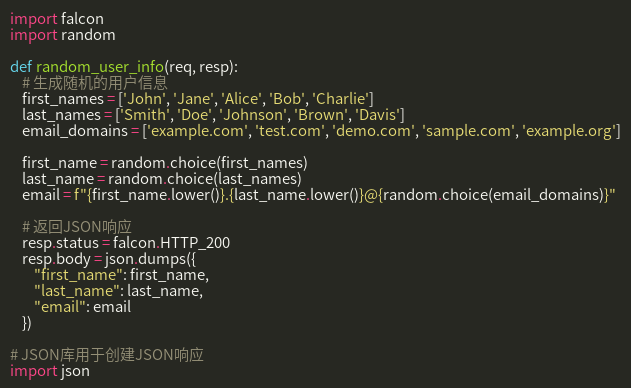 import falcon
import random

def random_user_info(req, resp):
    # 生成随机的用户信息
    first_names = ['John', 'Jane', 'Alice', 'Bob', 'Charlie']
    last_names = ['Smith', 'Doe', 'Johnson', 'Brown', 'Davis']
    email_domains = ['example.com', 'test.com', 'demo.com', 'sample.com', 'example.org']

    first_name = random.choice(first_names)
    last_name = random.choice(last_names)
    email = f"{first_name.lower()}.{last_name.lower()}@{random.choice(email_domains)}"

    # 返回JSON响应
    resp.status = falcon.HTTP_200
    resp.body = json.dumps({
        "first_name": first_name,
        "last_name": last_name,
        "email": email
    })

# JSON库用于创建JSON响应
import json